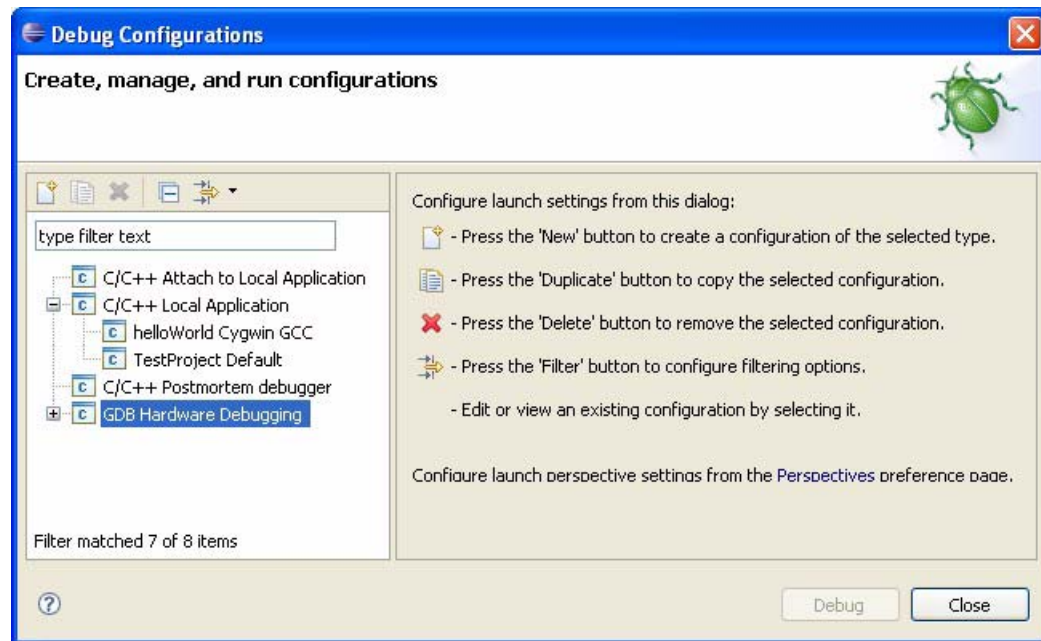 Debug Configurations
Create, manage, and run configurations
type filter text
C/C++ Attach to Local Application
C/C++ Local Application
helloWorld Cygwin GCC
TestProject Default
C/C++ Postmortem debugger
GDB Hardware Debugging
Filter matched 7 of 8 items
Configure launch settings from this dialog:
- Press the 'New' button to create a configuration of the selected type.
- Press the 'Duplicate' button to copy the selected configuration.
- Press the 'Delete' button to remove the selected configuration.
- Press the 'Filter' button to configure filtering options.
- Edit or view an existing configuration by selecting it.
Configure launch perspective settings from the Perspectives preference page.
Debug
Close